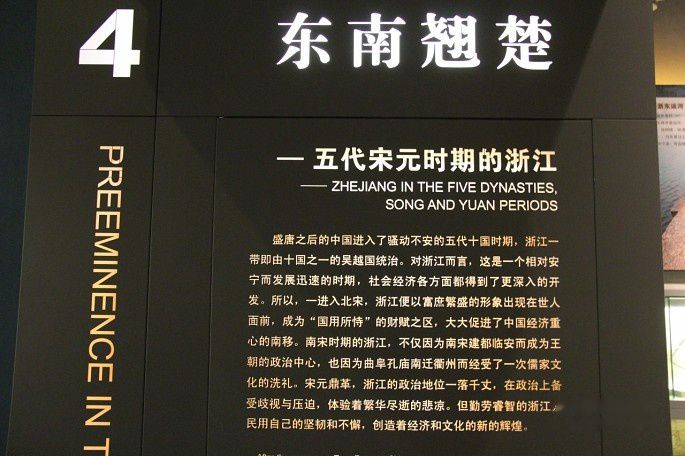 4
东南翘楚
PREEMINENCE IN T
— 五代宋元时期的浙江
—— ZHEJIANG IN THE FIVE DYNASTIES,
SONG AND YUAN PERIODS
盛唐之后的中国进入了骚动不安的五代十国时期，浙江一
带即由十国之一的吴越国统治。对浙江而言，这是一个相对安
宁而发展迅速的时期，社会经济各方面都得到了更深入的开
发。所以，一进入北宋，浙江便以富庶繁盛的形象出现在世人
面前，成为“国用所恃”的财赋之区，大大促进了中国经济重
心的南移。南宋时期的浙江，不仅因为南宋建都临安而成为王
朝的政治中心，也因为曲阜孔庙南迁衢州而经受了一次儒家文
化的洗礼。宋元鼎革，浙江的政治地位一落千丈，在政治上备
受歧视与压迫，体验着繁华尽逝的悲凉。但勤劳睿智的浙江人
民用自己的坚韧和不懈，创造着经济和文化的新的辉煌。
浙东运河